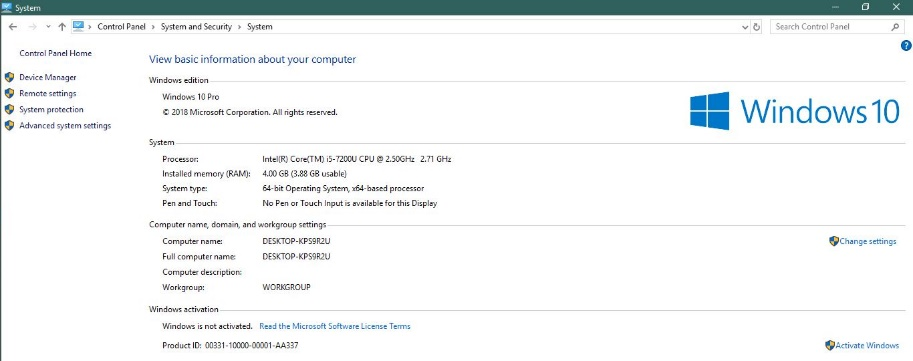 System
Control Panel > System and Security > System
Search Control Panel
Control Panel Home
Device Manager
Remote settings
System protection
Advanced system settings
View basic information about your computer
Windows edition
Windows 10 Pro
© 2018 Microsoft Corporation. All rights reserved.
Windows 10
System
Processor: Intel(R) Core(TM) i5-7200U CPU @ 2.50GHz 2.71 GHz
Installed memory (RAM): 4.00 GB (3.88 GB usable)
System type: 64-bit Operating System, x64-based processor
Pen and Touch: No Pen or Touch Input is available for this Display
Computer name, domain, and workgroup settings
Computer name: DESKTOP-KPS9R2U
Change settings
Full computer name: DESKTOP-KPS9R2U
Computer description:
Workgroup: WORKGROUP
Windows activation
Windows is not activated. Read the Microsoft Software License Terms
Product ID: 00331-10000-00001-AA337
Activate Windows